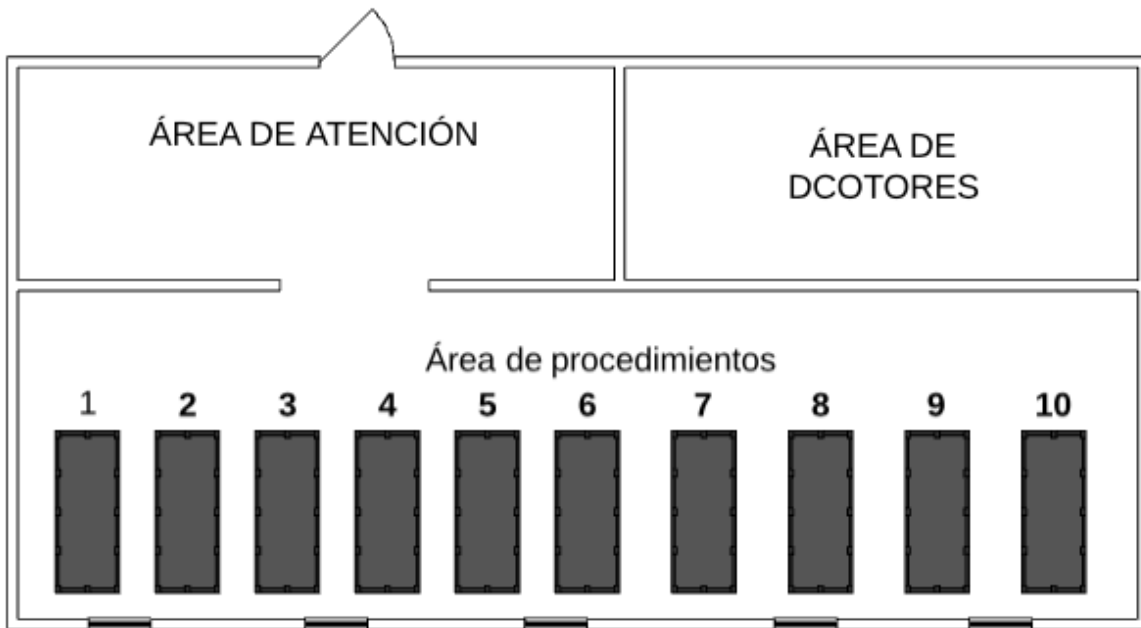 ÁREA DE ATENCIÓN
ÁREA DE
DCOTORES
Área de procedimientos
1 2 3 4 5 6 7 8 9 10